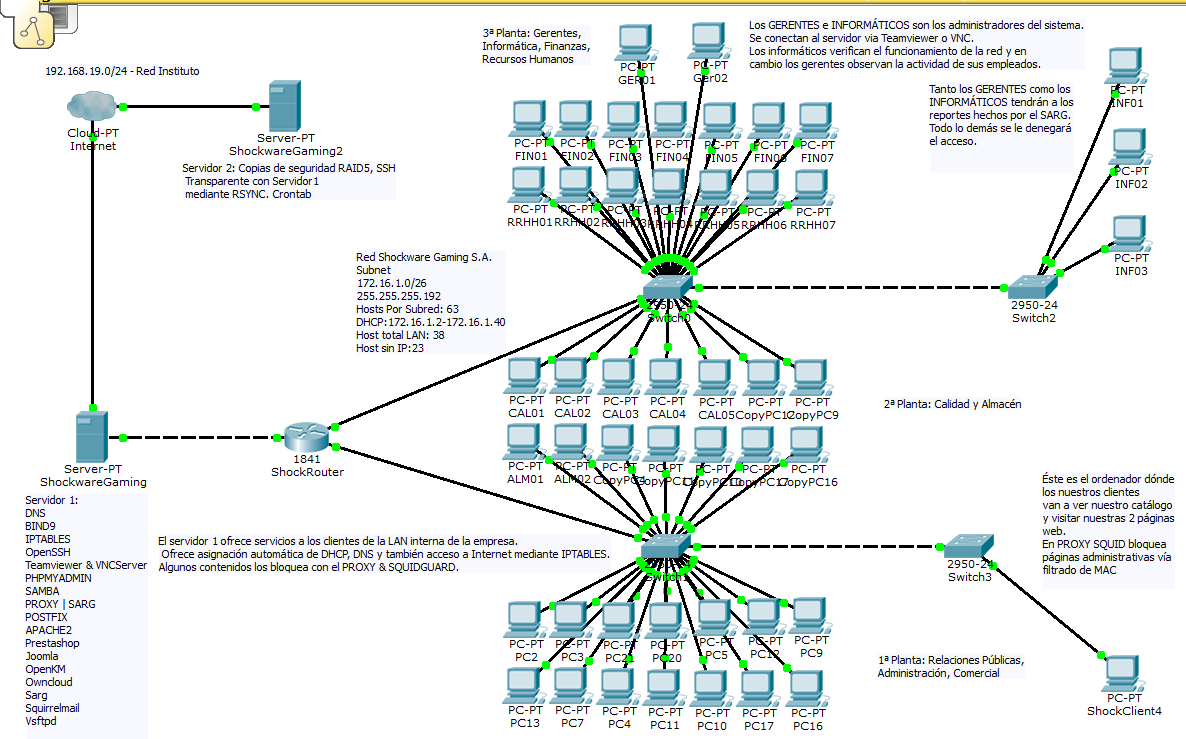 3ª Planta: Gerentes,
Informática, Finanzas,
Recursos Humanos
Los GERENTES e INFORMÁTICOS son los administradores del sistema.
Se conectan al servidor via Teamviewer o VNC.
Los informáticos verifican el funcionamiento de la red y en
cambio los gerentes observan la actividad de sus empleados.
192.168.19.0/24 - Red Instituto
Cloud-PT
Internet
Server-PT
ShockwareGaming2
Servidor 2: Copias de seguridad RAID5, SSH
Transparente con Servidor1
mediante RSYNC. Crontab
PC-PT
GER01
PC-PT
Ger02
Tanto los GERENTES como los
INFORMÁTICOS tendrán a los
reportes hechos por el SARG.
Todo lo demás se le denegará
el acceso.
PC-PT
INF01
PC-PT
INF02
PC-PT
INF03
PC-PT PC-PT PC-PT PC-PT PC-PT PC-PT PC-PT
FIN01 FIN02 FIN03 FIN04 FIN05 FIN06 FIN07
PC-PT PC-PT PC-PT PC-PT PC-PT PC-PT PC-PT
RRHH01 RRHH02 RRHH03 RRHH04 RRHH05 RRHH06 RRHH07
Red Shockware Gaming S.A.
Subnet
172.16.1.0/26
255.255.255.192
Hosts Por Subred: 63
DHCP:172.16.1.2-172.16.1.40
Host total LAN: 38
Host sin IP:23
2950-24
Switch0
2950-24
Switch2
PC-PT PC-PT PC-PT PC-PT PC-PT PC-PT PC-PT
CAL01 CAL02 CAL03 CAL04 CAL05 CopyPC12 CopyPC9
2ª Planta: Calidad y Almacén
PC-PT PC-PT PC-PT PC-PT PC-PT PC-PT PC-PT
ALM01 ALM02 CopyPC4 CopyPC11 CopyPC10 CopyPC17 CopyPC16
Server-PT
ShockwareGaming
1841
ShockRouter
Servidor 1:
DNS
BIND9
IPTABLES
OpenSSH
Teamviewer & VNCServer
PHPMYADMIN
SAMBA
PROXY | SARG
POSTFIX
APACHE2
Prestashop
Joomla
OpenKM
Owncloud
Sarg
Squirrelmail
Vsftpd
El servidor 1 ofrece servicios a los clientes de la LAN interna de la empresa.
Ofrece asignación automática de DHCP, DNS y también acceso a Internet mediante IPTABLES.
Algunos contenidos los bloquea con el PROXY & SQUIDGUARD.
2950-24
Switch1
2950-24
Switch3
Éste es el ordenador dónde
los nuestros clientes
van a ver nuestro catálogo
y visitar nuestras 2 páginas
web.
En PROXY SQUID bloquea
páginas administrativas vía
filtrado de MAC
PC-PT PC-PT PC-PT PC-PT PC-PT PC-PT PC-PT
PC2 PC3 PC21 PC20 PC5 PC12 PC9
1ª Planta: Relaciones Públicas,
Administración, Comercial
PC-PT PC-PT PC-PT PC-PT PC-PT PC-PT PC-PT
PC13 PC7 PC4 PC11 PC10 PC17 PC16
PC-PT
ShockClient4